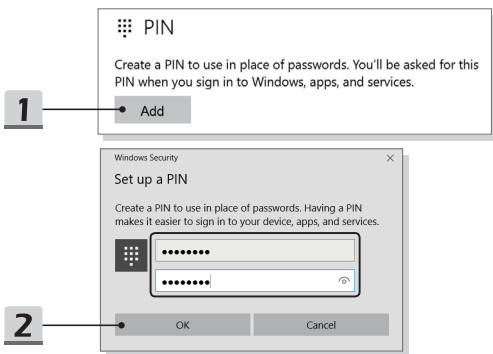 PIN
Create a PIN to use in place of passwords. You'll be asked for this
PIN when you sign in to Windows, apps, and services.
1
Add
Windows Security
Set up a PIN
Create a PIN to use in place of passwords. Having a PIN
makes it easier to sign in to your device, apps, and services.
••••••••
••••••••
2
OK Cancel